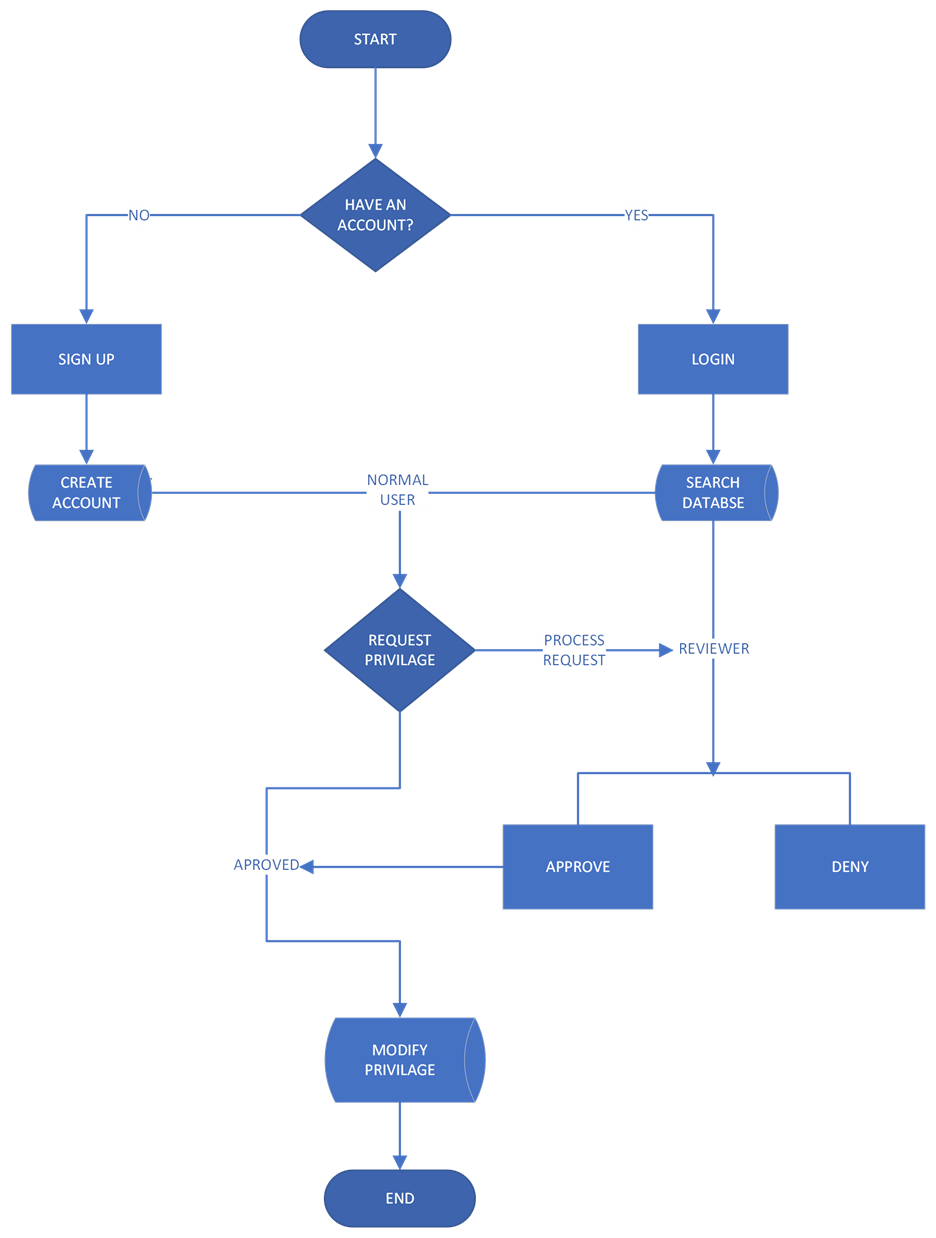 START
HAVE AN
ACCOUNT?
NO
YES
SIGN UP
LOGIN
CREATE
ACCOUNT
NORMAL
USER
SEARCH
DATABSE
REQUEST
PRIVILAGE
PROCESS
REQUEST
REVIEWER
APROVED
APPROVE
DENY
MODIFY
PRIVILAGE
END